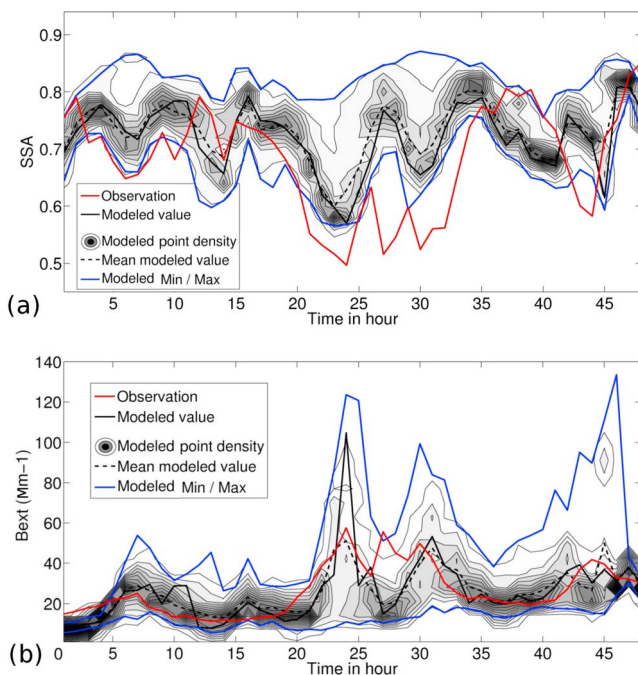 0.9
0.8
0.7
0.6
0.5
SSA
Observation
Modeled value
Modeled point density
Mean modeled value
Modeled Min / Max
5 10 15 20 25 30 35 40 45
(a)
Time in hour
140
120
100
80
60
40
20
Bext (Mm−1)
Observation
Modeled value
Modeled point density
Mean modeled value
Modeled Min / Max
0 5 10 15 20 25 30 35 40 45
(b)
Time in hour